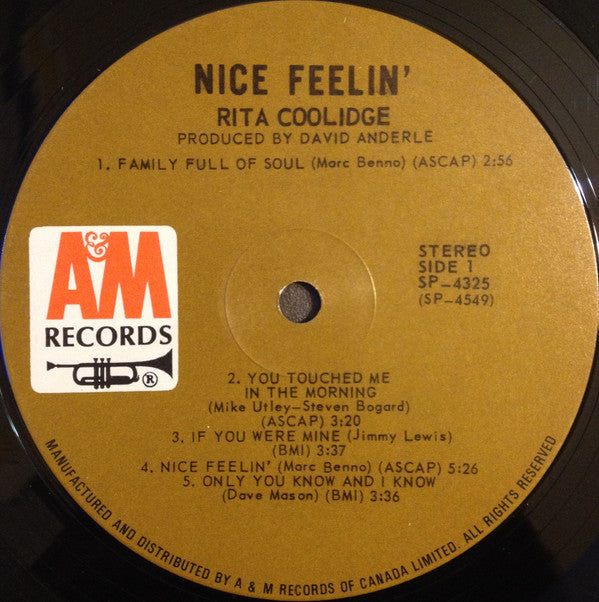 NICE FEELIN'
RITA COOLIDGE
PRODUCED BY DAVID ANDERLE
1. FAMILY FULL OF SOUL (Marc Benno) (ASCAP) 2:56
A&M
RECORDS
®
STEREO
SIDE 1
SP-4325
(SP-4549)
2. YOU TOUCHED ME
IN THE MORNING
(Mike Utley-Steven Bogard)
(ASCAP) 3:20
3. IF YOU WERE MINE (Jimmy Lewis)
(BMI) 3:37
4. NICE FEELIN' (Marc Benno) (ASCAP) 5:26
5. ONLY YOU KNOW AND I KNOW
(Dave Mason) (BMI) 3:36
MANUFACTURED AND DISTRIBUTED BY A & M RECORDS OF CANADA LIMITED. ALL RIGHTS RESERVED